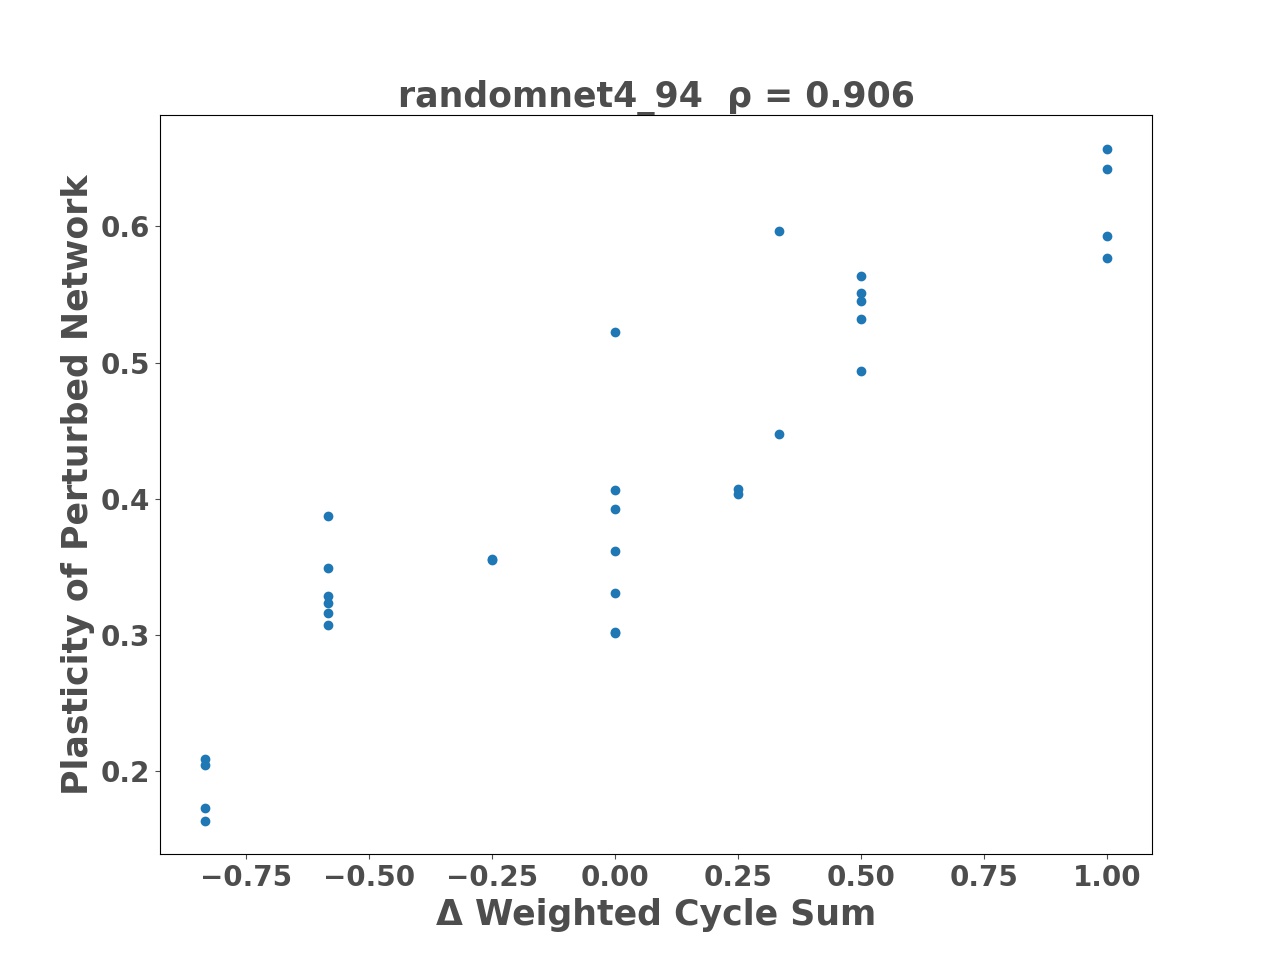 randomnet4_94 ρ = 0.906
Plasticity of Perturbed Network
0.6
0.5
0.4
0.3
0.2
−0.75 −0.50 −0.25 0.00 0.25 0.50 0.75 1.00
Δ Weighted Cycle Sum